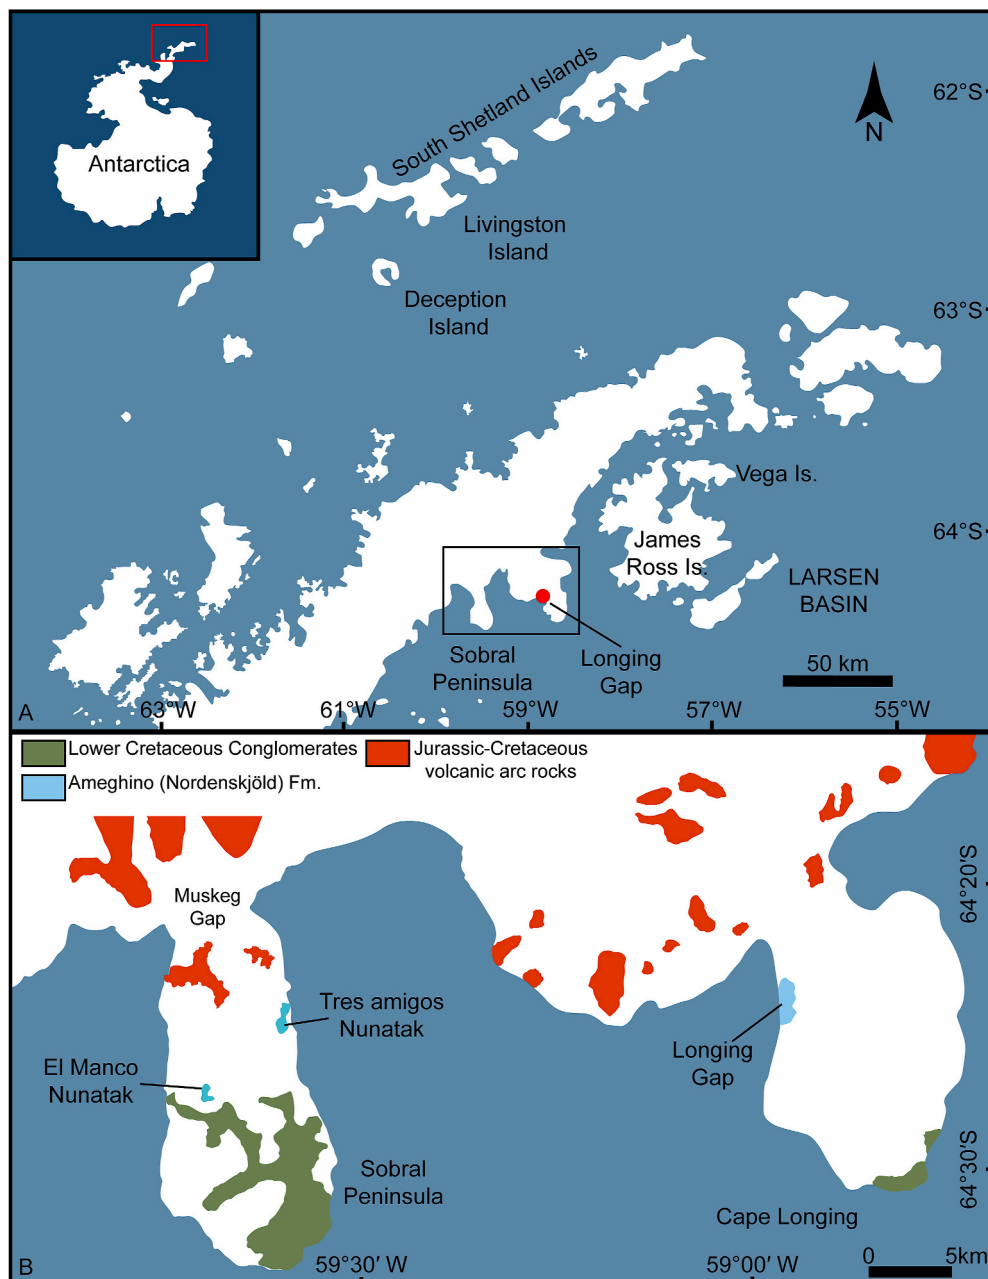 Antarctica
South Shetland Islands
N
62°S
Livingston
Island
Deception
Island
63°S
Vega Is.
64°S
James
Ross Is.
LARSEN
BASIN
Sobral
Peninsula
Longing
Gap
50 km
A
63°W
61°W
59°W
57°W
55°W
Lower Cretaceous Conglomerates
Jurassic-Cretaceous
volcanic arc rocks
Ameghino (Nordenskjöld) Fm.
Muskeg
Gap
64°20′S
Tres amigos
Nunatak
El Manco
Nunatak
Longing
Gap
64°30′S
Sobral
Peninsula
Cape Longing
B
59°30′ W
59°00′ W
0
5km